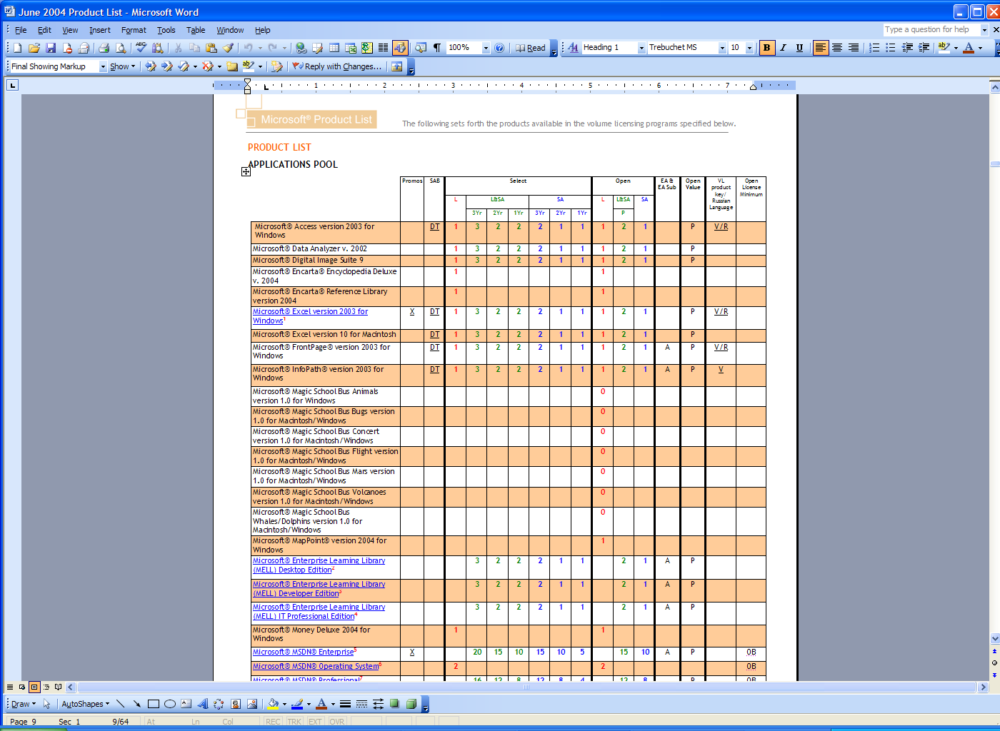 June 2004 Product List - Microsoft Word
File Edit View Insert Format Tools Table Window Help Type a question for help
100% Read Heading 1 Trebuchet MS 10 B I U
Final Showing Markup Show Reply with Changes...
1 2 3 4 5 6 7
Microsoft® Product List The following sets forth the products available in the volume licensing programs specified below.
PRODUCT LIST
APPLICATIONS POOL
Promos SAB Select Open EA & EA Sub Open Value VL product key/ Russian Language Open License Minimum
L L&SA SA L L&SA SA
3Yr 2Yr 1Yr 3Yr 2Yr 1Yr P
Microsoft® Access version 2003 for DT 1 3 2 2 2 1 1 1 2 1 P V/R
Windows
Microsoft® Data Analyzer v. 2002 1 3 2 2 2 1 1 1 2 1 P
Microsoft® Digital Image Suite 9 1 3 2 2 2 1 1 1 2 1 P
Microsoft® Encarta® Encyclopedia Deluxe 1 1
v. 2004
Microsoft® Encarta® Reference Library 1 1
version 2004
Microsoft® Excel version 2003 for X DT 1 3 2 2 2 1 1 1 2 1 P V/R
Windows1
Microsoft® Excel version 10 for Macintosh DT 1 3 2 2 2 1 1 1 2 1 P
Microsoft® FrontPage® version 2003 for DT 1 3 2 2 2 1 1 1 2 1 A P V/R
Windows
Microsoft® InfoPath® version 2003 for DT 1 3 2 2 2 1 1 1 2 1 A P V
Windows
Microsoft® Magic School Bus Animals 0
version 1.0 for Windows
Microsoft® Magic School Bus Bugs version 0
1.0 for Macintosh/Windows
Microsoft® Magic School Bus Concert 0
version 1.0 for Macintosh/Windows
Microsoft® Magic School Bus Flight version 0
1.0 for Macintosh/Windows
Microsoft® Magic School Bus Mars version 0
1.0 for Macintosh/Windows
Microsoft® Magic School Bus Volcanoes 0
version 1.0 for Macintosh/Windows
Microsoft® Magic School Bus 0
Whales/Dolphins version 1.0 for
Macintosh/Windows
Microsoft® MapPoint® version 2004 for 1
Windows
Microsoft® Enterprise Learning Library 3 2 2 2 1 1 2 1 A P
(MELL) Desktop Edition2
Microsoft® Enterprise Learning Library 3 2 2 2 1 1 2 1 A P
(MELL) Developer Edition3
Microsoft® Enterprise Learning Library 3 2 2 2 1 1 2 1 A P
(MELL) IT Professional Edition4
Microsoft® Money Deluxe 2004 for 1 1
Windows
Microsoft® MSDN® Enterprise5 X 20 15 10 15 10 5 15 10 A P OB
Microsoft® MSDN® Operating System6 2 2 OB
Microsoft® MSDN® Professional7 16 12 8 12 8 4 12 8 P OB
Draw AutoShapes
Page 9 Sec 1 9/64 At Ln Col REC TRK EXT OVR